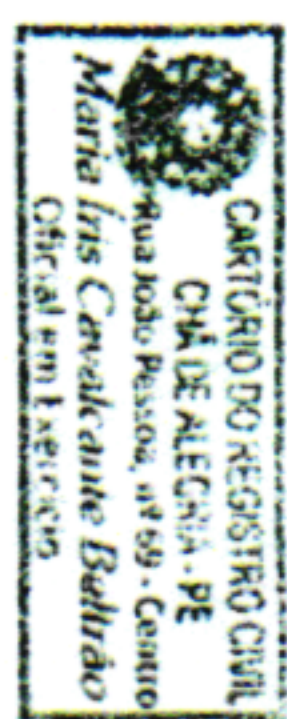 CARTÓRIO DO REGISTRO CIVIL
CHÃ DE ALEGRIA - PE
Rua João Pessoa, nº 69 - Centro
Maria Iris Cavalcante Beltrão
Oficial em Exercício